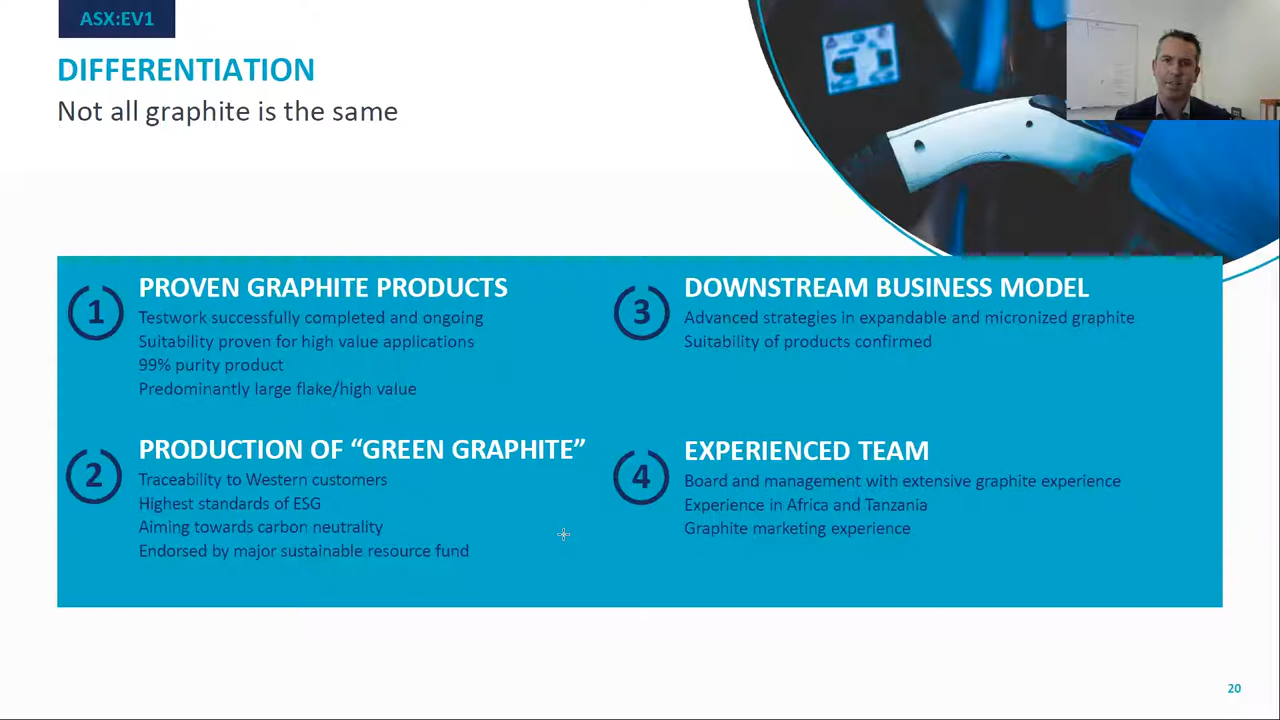 ASX:EV1
DIFFERENTIATION
Not all graphite is the same
1
PROVEN GRAPHITE PRODUCTS
Testwork successfully completed and ongoing
Suitability proven for high value applications
99% purity product
Predominantly large flake/high value
2
PRODUCTION OF “GREEN GRAPHITE”
Traceability to Western customers
Highest standards of ESG
Aiming towards carbon neutrality
Endorsed by major sustainable resource fund
3
DOWNSTREAM BUSINESS MODEL
Advanced strategies in expandable and micronized graphite
Suitability of products confirmed
4
EXPERIENCED TEAM
Board and management with extensive graphite experience
Experience in Africa and Tanzania
Graphite marketing experience
20